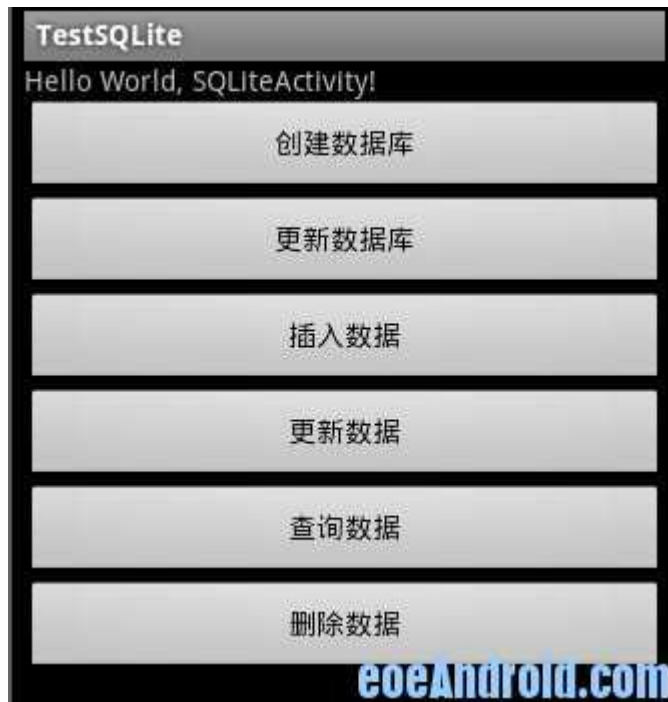 TestSQLite
Hello World, SQLiteActivity!
创建数据库
更新数据库
插入数据
更新数据
查询数据
删除数据
eoeAndroid.com